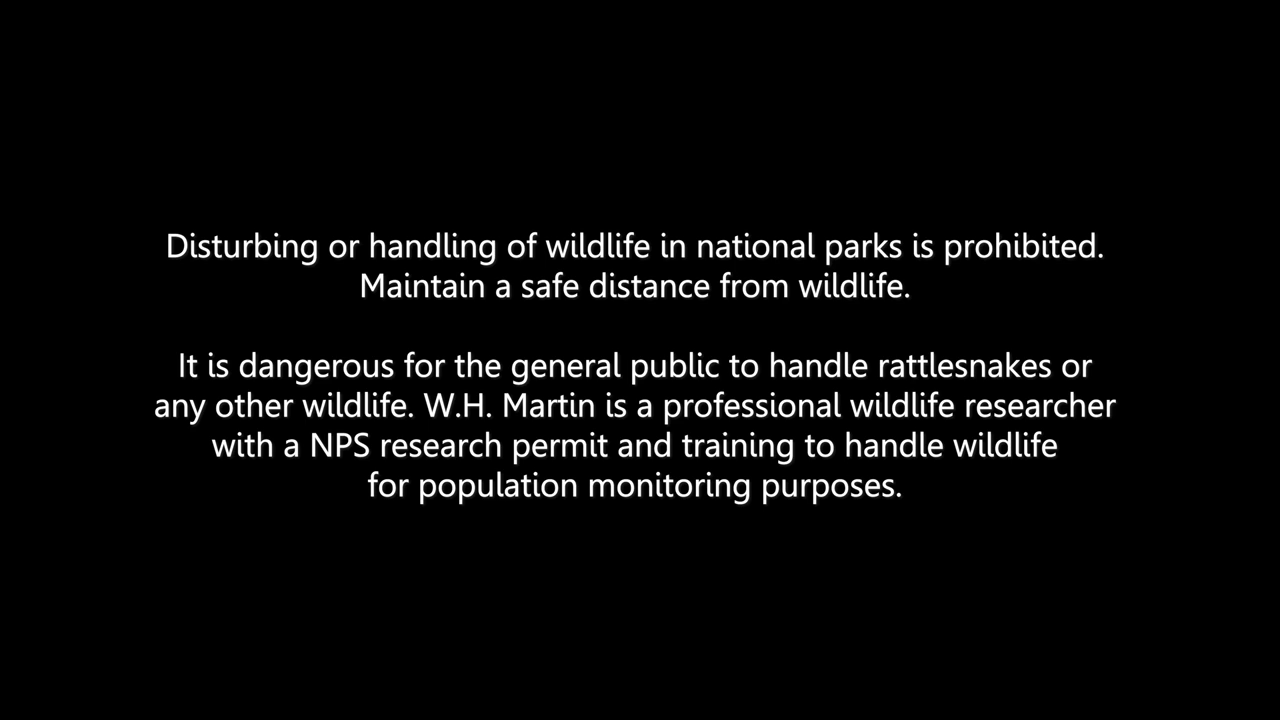 Disturbing or handling of wildlife in national parks is prohibited.
Maintain a safe distance from wildlife.
It is dangerous for the general public to handle rattlesnakes or
any other wildlife. W.H. Martin is a professional wildlife researcher
with a NPS research permit and training to handle wildlife
for population monitoring purposes.